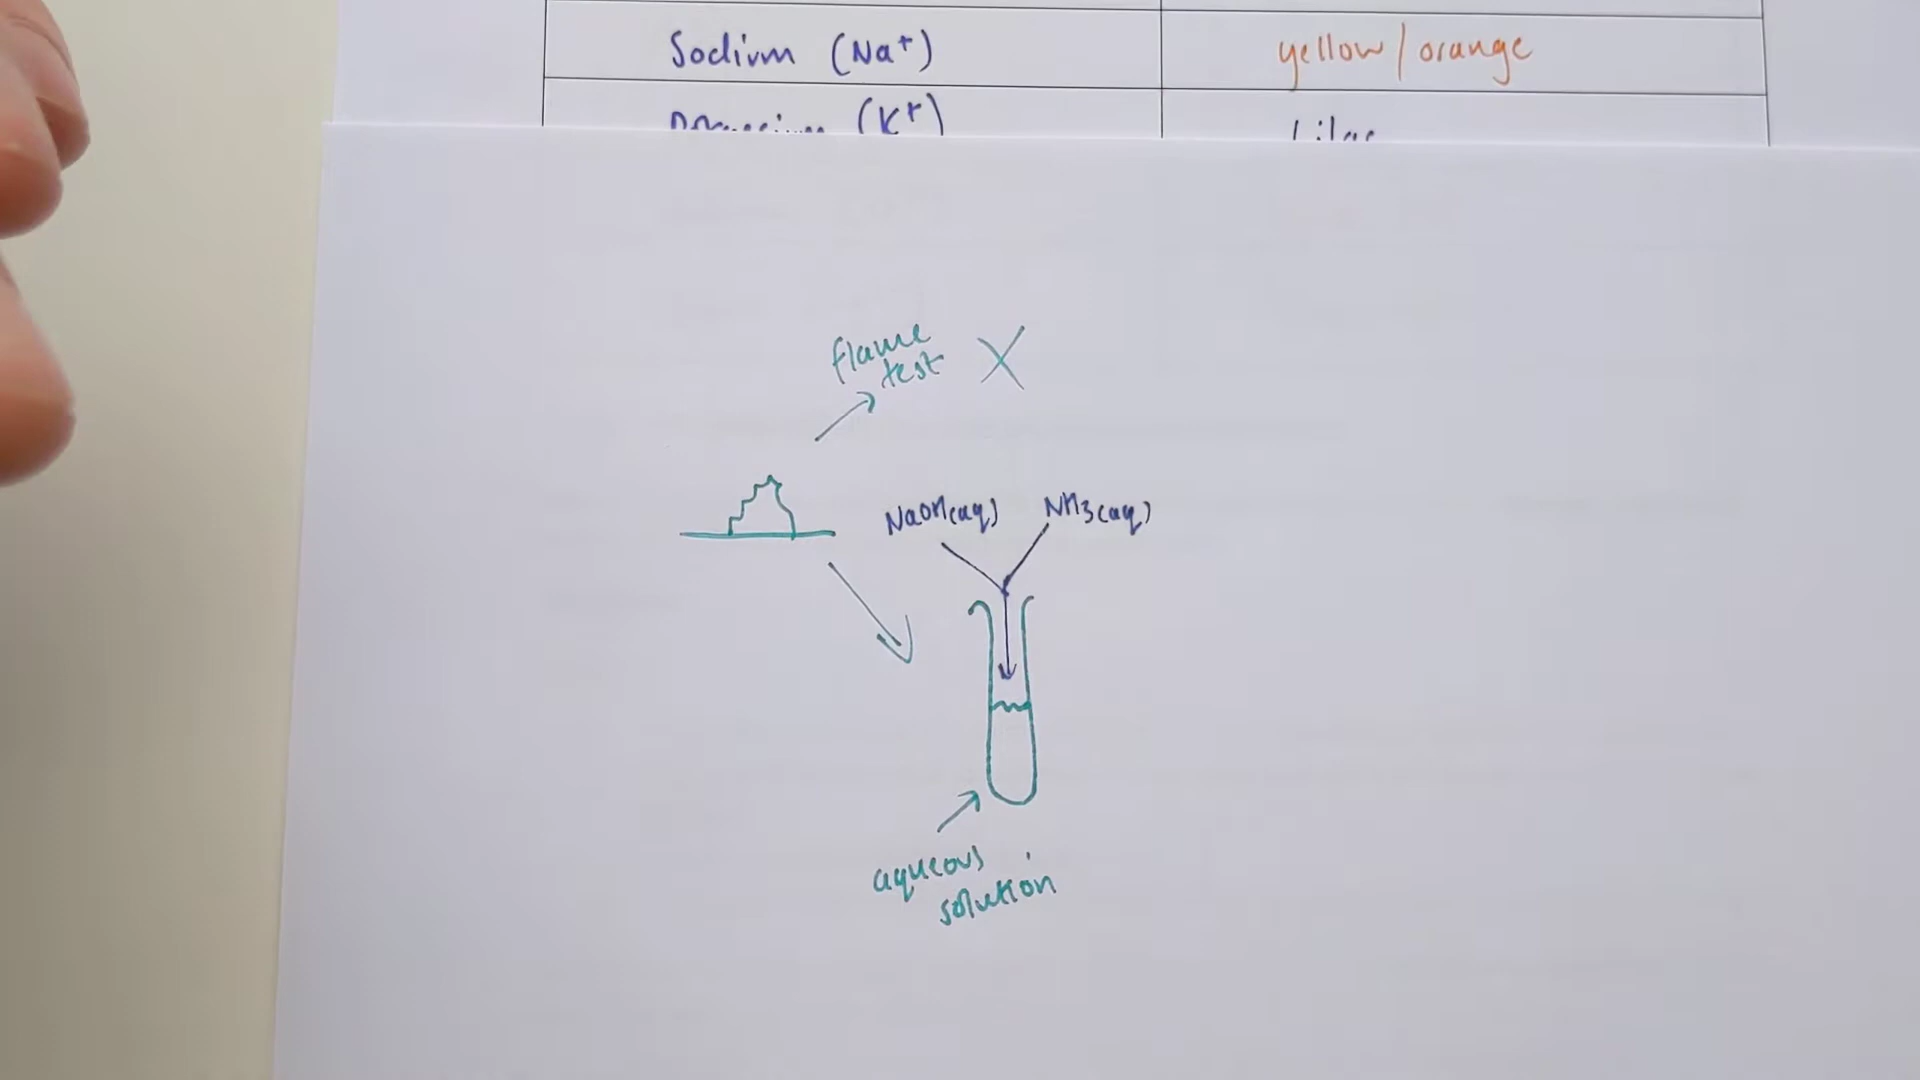 Sodium (Na⁺) yellow/orange
(K⁺)
flame
test X
NaOH(aq) NH3(aq)
aqueous
solution